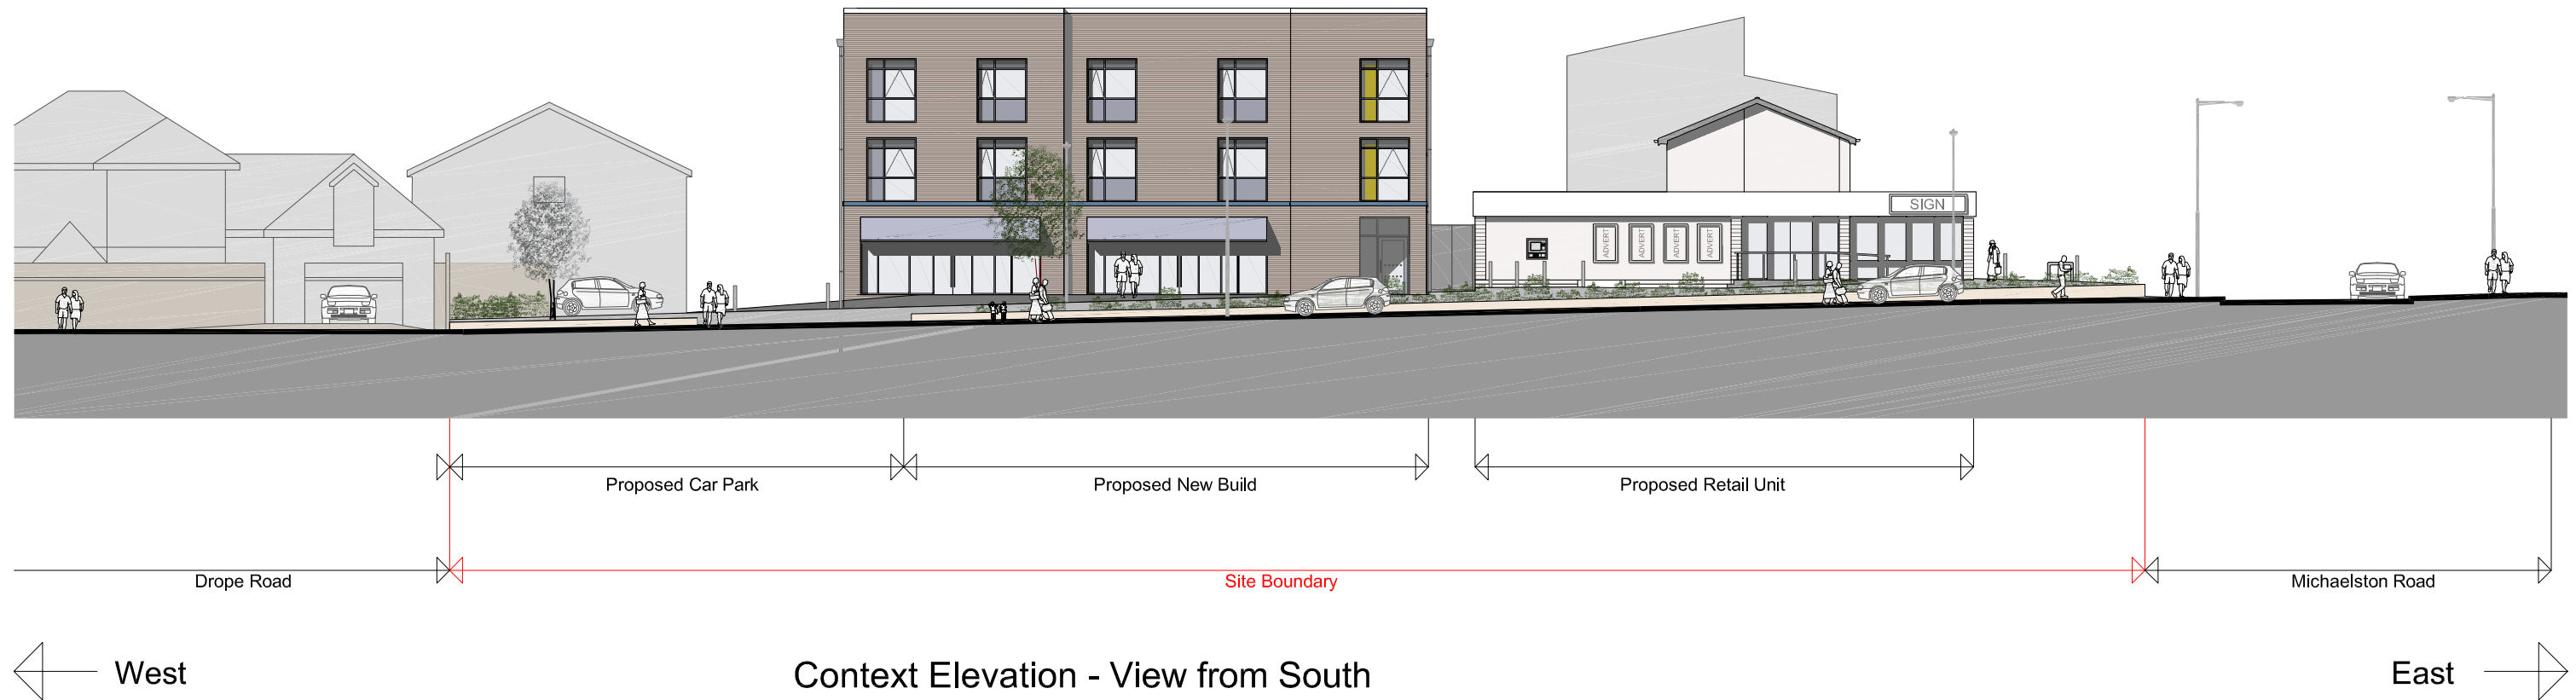 SIGN
ADVERT
ADVERT
ADVERT
ADVERT
Proposed Car Park
Proposed New Build
Proposed Retail Unit
Drope Road
Site Boundary
Michaelston Road
West
Context Elevation - View from South
East